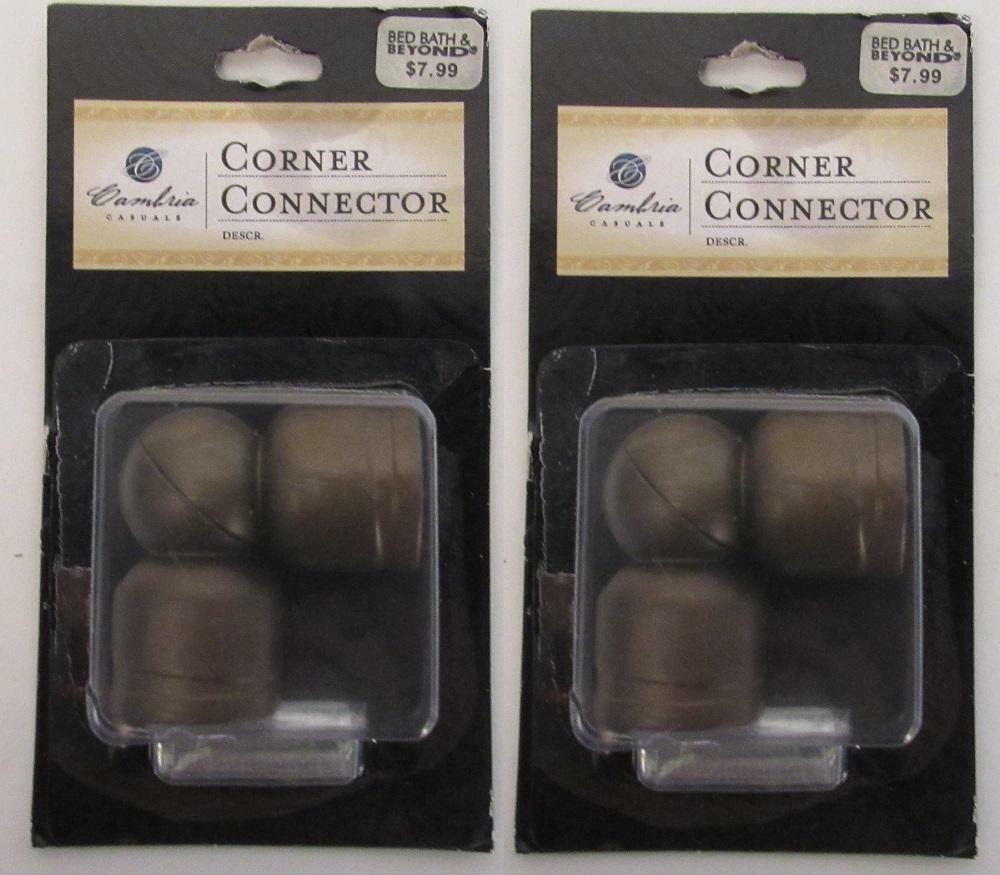 BED BATH &
BEYOND®
$7.99
C
Cambria
CASUALS
CORNER
CONNECTOR
DESCR.
BED BATH &
BEYOND®
$7.99
C
Cambria
CASUALS
CORNER
CONNECTOR
DESCR.